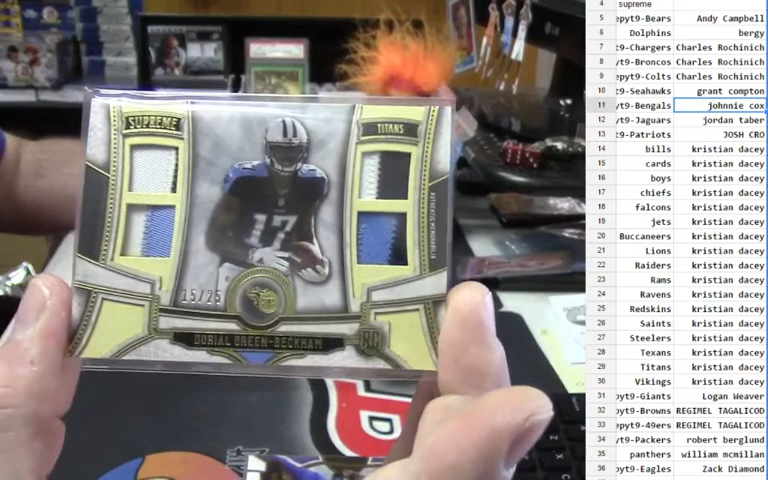 SUPREME
TITANS
AUTHENTIC MEMORABILIA
17
15/25
DORIAL GREEN-BECKHAM
RC
4 supreme
5 epyt9-Bears Andy Campbell
6 Dolphins bergy
7 t9-Chargers Charles Rochinich
8 yt9-Broncos Charles Rochinich
9 epyt9-Colts Charles Rochinich
10 t9-Seahawks grant compton
11 yt9-Bengals johnnie cox
12 yt9-Jaguars jordan taber
13 t9-Patriots JOSH CRO
14 bills kristian dacey
15 cards kristian dacey
16 boys kristian dacey
17 chiefs kristian dacey
18 falcons kristian dacey
19 jets kristian dacey
20 Buccaneers kristian dacey
21 Lions kristian dacey
22 Raiders kristian dacey
23 Rams kristian dacey
24 Ravens kristian dacey
25 Redskins kristian dacey
26 Saints kristian dacey
27 Steelers kristian dacey
28 Texans kristian dacey
29 Titans kristian dacey
30 Vikings kristian dacey
31 pyt9-Giants Logan Weaver
32 pyt9-Browns REGIMEL TAGALICOD
33 pyt9-49ers REGIMEL TAGALICOD
34 yt9-Packers robert berglund
35 panthers william mcmillan
36 pyt9-Eagles Zack Diamond